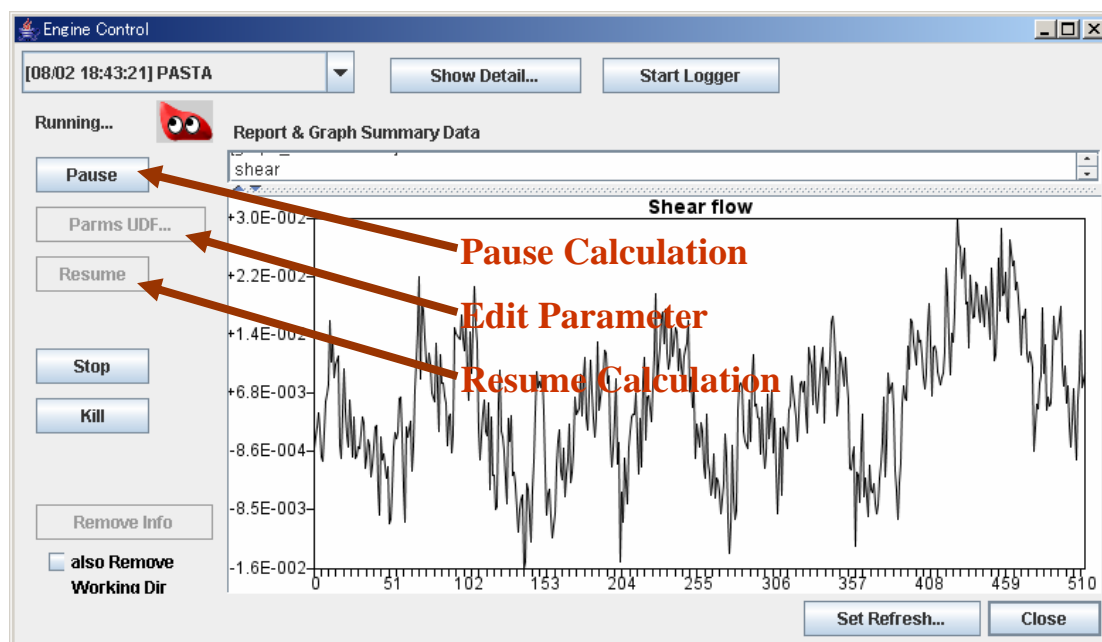 Engine Control
[08/02 18:43:21] PASTA
Show Detail...
Start Logger
Running...
Report & Graph Summary Data
shear
Pause
Parms UDF...
Resume
Stop
Kill
Remove Info
also Remove
Working Dir
Shear flow
+3.0E-002
+2.2E-002
+1.4E-002
+6.8E-003
-8.6E-004
-8.5E-003
-1.6E-002
0 51 102 153 204 255 306 357 408 459 510
Pause Calculation
Edit Parameter
Resume Calculation
Set Refresh...
Close